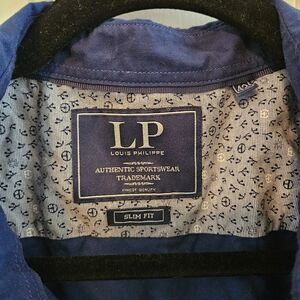 LP
LOUIS PHILIPPE
AUTHENTIC SPORTSWEAR
TRADEMARK
FINEST QUALITY
SLIM FIT